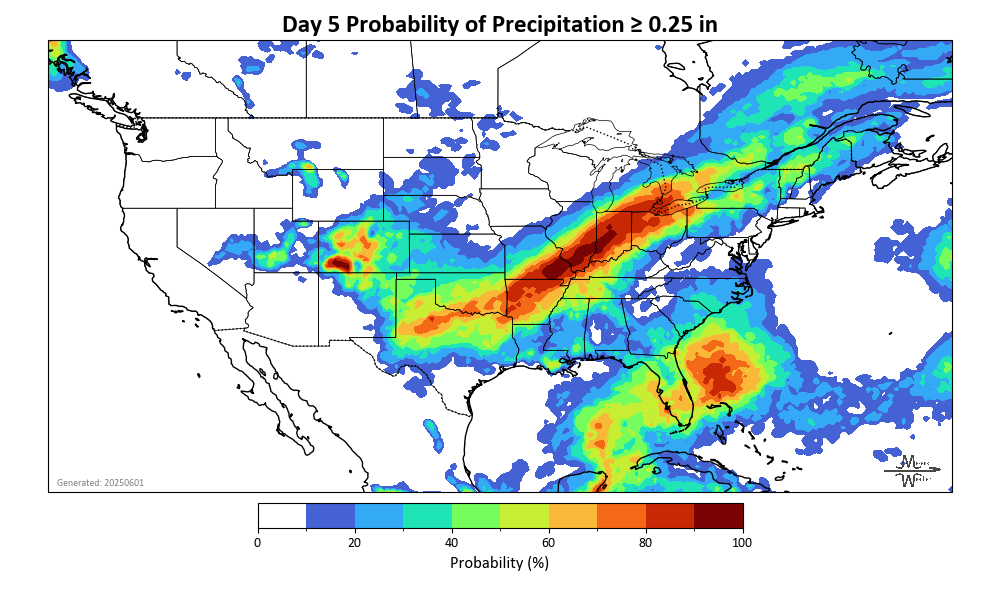 Day 5 Probability of Precipitation ≥ 0.25 in
Generated: 20250601
0 20 40 60 80 100
Probability (%)